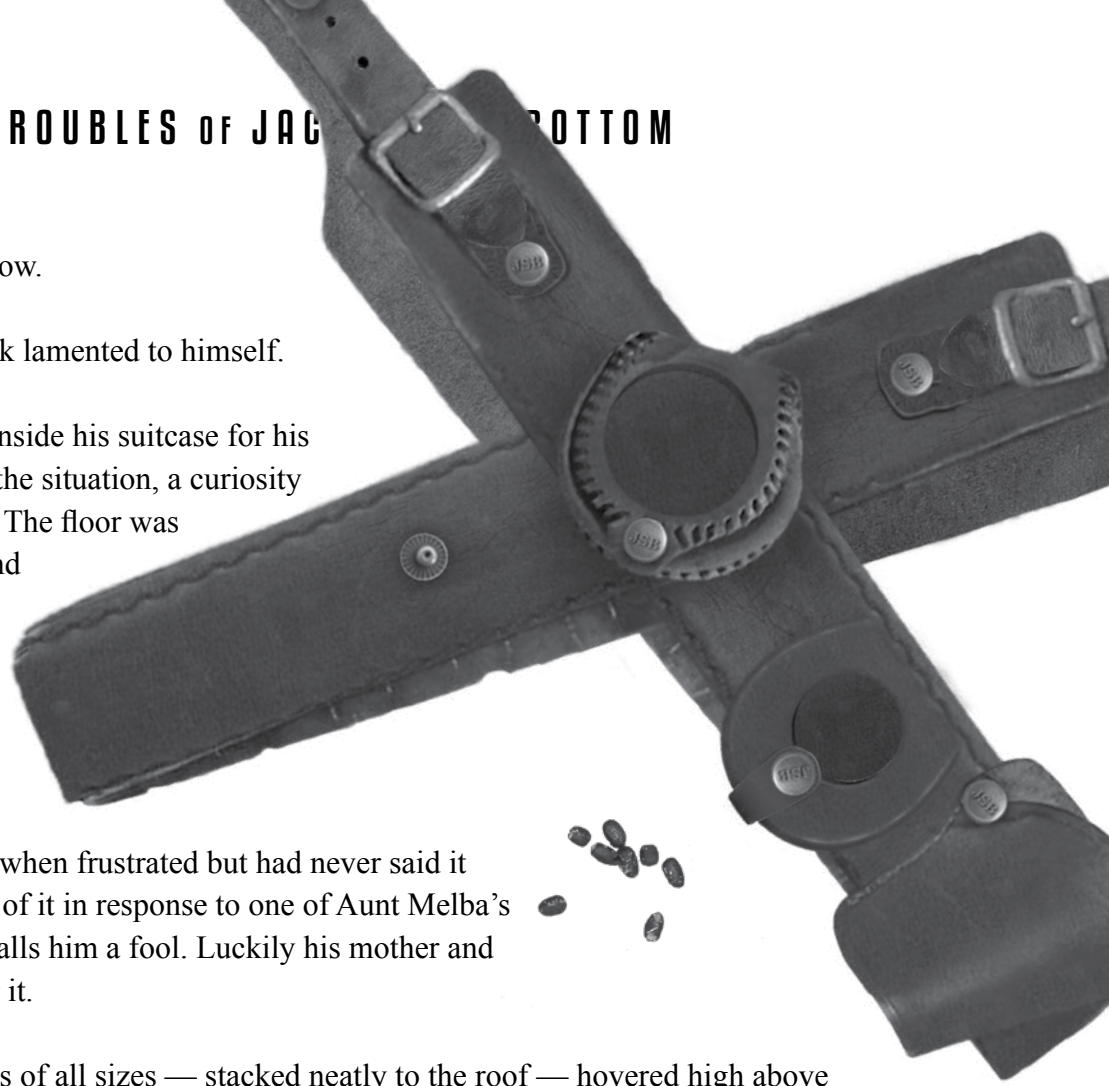 ROUBLES OF JAC OTTOM
ow.
k lamented to himself.
nside his suitcase for his
the situation, a curiosity
The floor was
nd
JSB
JSB
JSB
JSB
JSB
when frustrated but had never said it
of it in response to one of Aunt Melba’s
alls him a fool. Luckily his mother and
it.
s of all sizes — stacked neatly to the roof — hovered high above